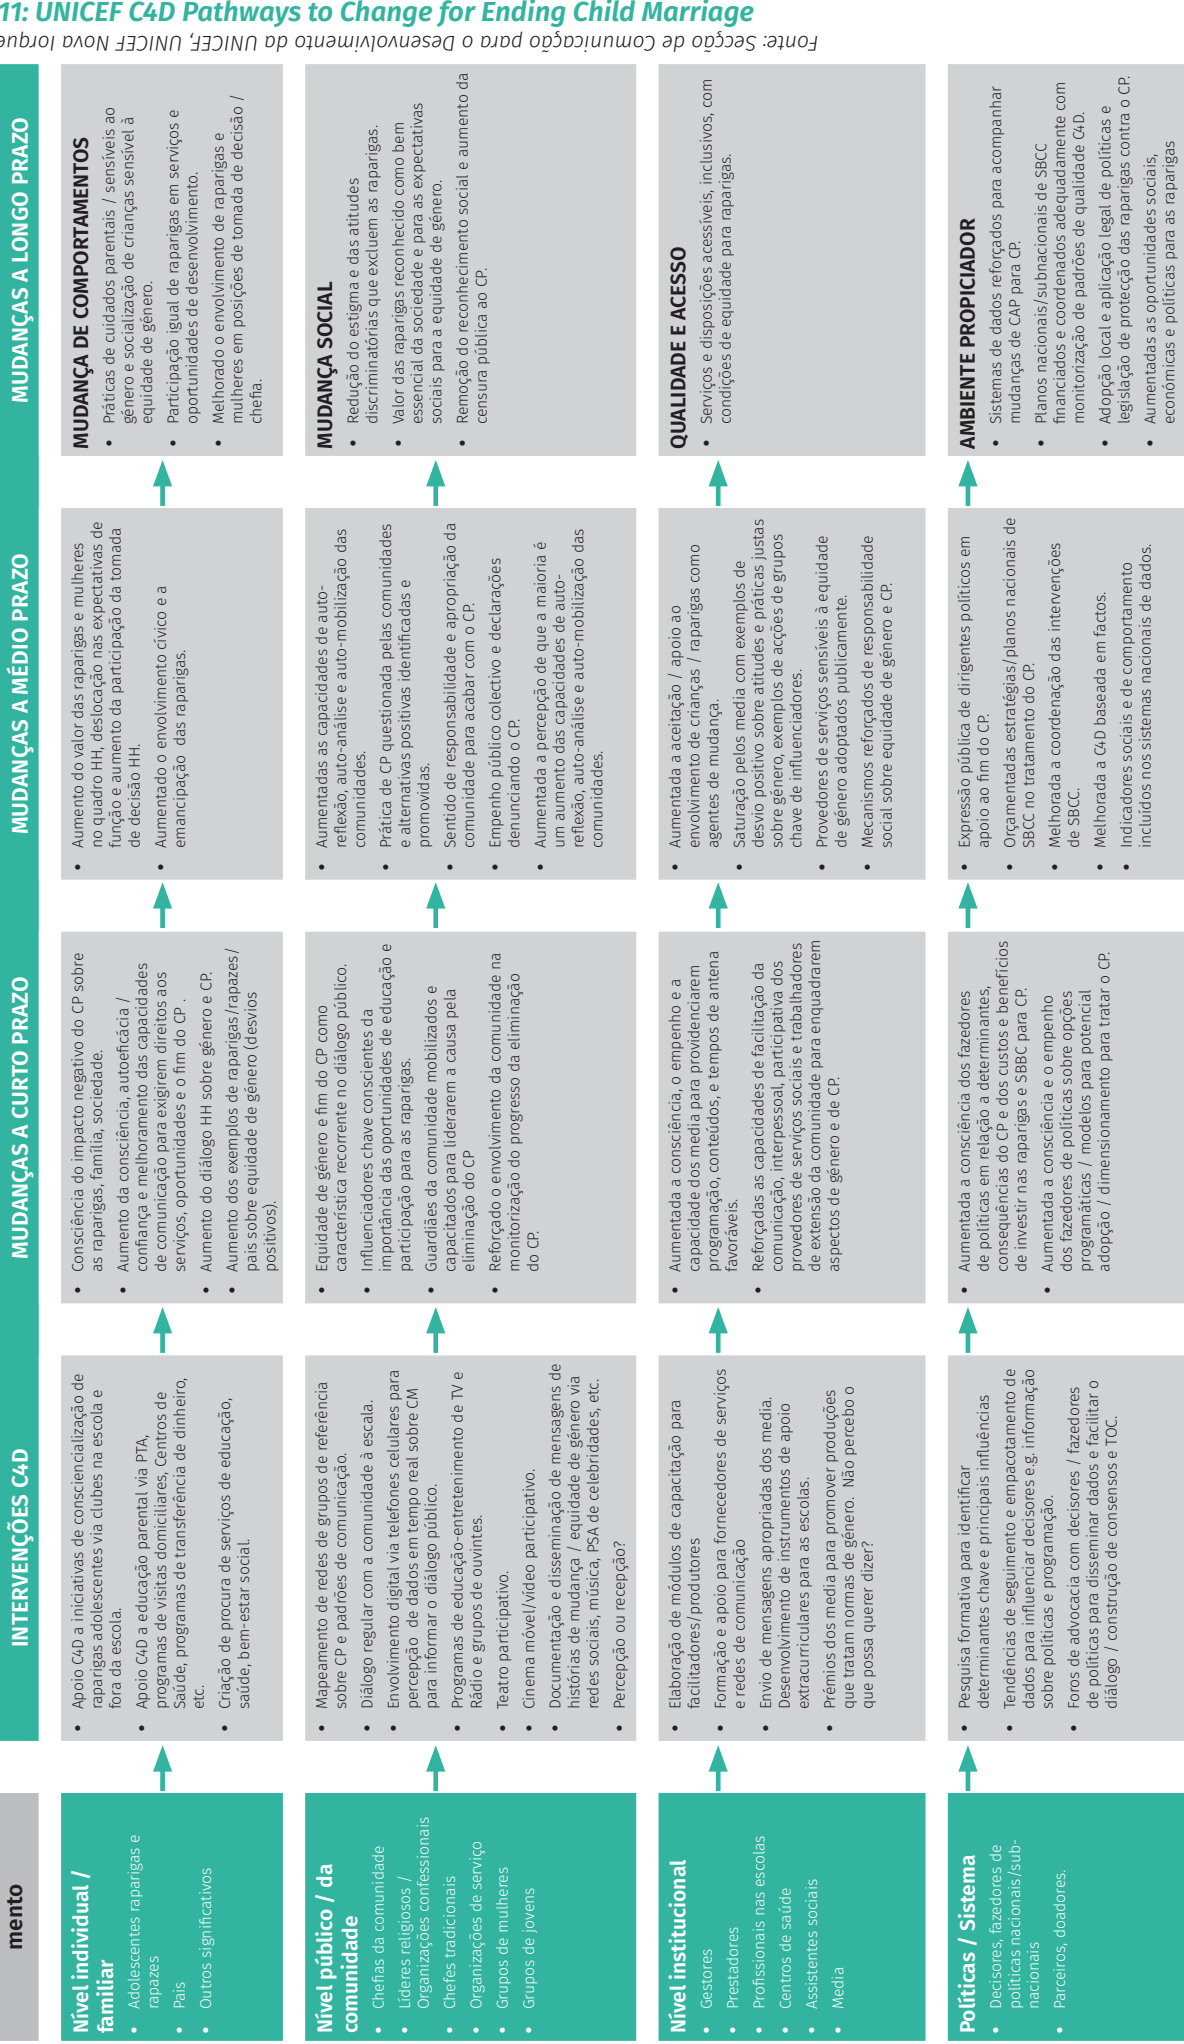 11: UNICEF C4D Pathways to Change for Ending Child Marriage
Fonte: Secção de Comunicação para o Desenvolvimento da UNICEF, UNICEF Nova Iorque
mento
INTERVENÇÕES C4D
MUDANÇAS A CURTO PRAZO
MUDANÇAS A MÉDIO PRAZO
MUDANÇAS A LONGO PRAZO
Nível individual /
familiar
• Adolescentes raparigas e
rapazes
• Pais
• Outros significativos
• Apoio C4D a iniciativas de consciencialização de
raparigas adolescentes via clubes na escola e
fora da escola.
• Apoio C4D a educação parental via PTA,
programas de visitas domiciliares, Centros de
Saúde, programas de transferência de dinheiro,
etc.
• Criação de procura de serviços de educação,
saúde, bem-estar social.
• Consciência do impacto negativo do CP sobre
as raparigas, família, sociedade.
• Aumento da consciência, autoeficácia /
confiança e melhoramento das capacidades
de comunicação para exigirem direitos aos
serviços, oportunidades e o fim do CP .
• Aumento do diálogo HH sobre género e CP.
• Aumento dos exemplos de raparigas/rapazes/
pais sobre equidade de género (desvios
positivos).
• Aumento do valor das raparigas e mulheres
no quadro HH, deslocação nas expectativas de
função e aumento da participação da tomada
de decisão HH.
• Aumentado o envolvimento cívico e a
emancipação das raparigas.
MUDANÇA DE COMPORTAMENTOS
• Práticas de cuidados parentais / sensíveis ao
género e socialização de crianças sensível à
equidade de género.
• Participação igual de raparigas em serviços e
oportunidades de desenvolvimento.
• Melhorado o envolvimento de raparigas e
mulheres em posições de tomada de decisão /
chefia.
Nível público / da
comunidade
• Chefias da comunidade
• Líderes religiosos /
Organizações confessionais
• Chefes tradicionais
• Organizações de serviço
• Grupos de mulheres
• Grupos de jovens
• Mapeamento de redes de grupos de referência
sobre CP e padrões de comunicação.
• Diálogo regular com a comunidade à escala.
• Envolvimento digital via telefones celulares para
percepção de dados em tempo real sobre CM
para informar o diálogo público.
• Programas de educação-entretenimento de TV e
Rádio e grupos de ouvintes.
• Teatro participativo.
• Cinema móvel/vídeo participativo.
• Documentação e disseminação de mensagens de
histórias de mudança / equidade de género via
redes sociais, música, PSA de celebridades, etc.
• Percepção ou recepção?
• Equidade de género e fim do CP como
característica recorrente no diálogo público.
• Influenciadores chave conscientes da
importância das oportunidades de educação e
participação para as raparigas.
• Guardiães da comunidade mobilizados e
capacitados para liderarem a causa pela
eliminação do CP
• Reforçado o envolvimento da comunidade na
monitorização do progresso da eliminação
do CP.
• Aumentadas as capacidades de auto-
reflexão, auto-análise e auto-mobilização das
comunidades.
• Prática de CP questionada pelas comunidades
e alternativas positivas identificadas e
promovidas.
• Sentido de responsabilidade e apropriação da
comunidade para acabar com o CP.
• Empenho público colectivo e declarações
denunciando o CP.
• Aumentada a percepção de que a maioria é
um aumento das capacidades de auto-
reflexão, auto-análise e auto-mobilização das
comunidades.
MUDANÇA SOCIAL
• Redução do estigma e das atitudes
discriminatórias que excluem as raparigas.
• Valor das raparigas reconhecido como bem
essencial da sociedade e para as expectativas
sociais para a equidade de género.
• Remoção do reconhecimento social e aumento da
censura pública ao CP.
Nível institucional
• Gestores
• Prestadores
• Profissionais nas escolas
• Centros de saúde
• Assistentes sociais
• Media
• Elaboração de módulos de capacitação para
facilitadores/produtores
• Formação e apoio para fornecedores de serviços
e redes de comunicação
• Envio de mensagens apropriadas dos media.
Desenvolvimento de instrumentos de apoio
extracurriculares para as escolas.
• Prémios dos media para promover produções
que tratam normas de género. Não percebo o
que possa querer dizer?
• Aumentada a consciência, o empenho e a
capacidade dos media para providenciarem
programação, conteúdos, e tempos de antena
favoráveis.
• Reforçadas as capacidades de facilitação da
comunicação, interpessoal, participativa dos
provedores de serviços sociais e trabalhadores
de extensão da comunidade para enquadrarem
aspectos de género e de CP.
• Aumentada a aceitação / apoio ao
envolvimento de crianças / raparigas como
agentes de mudança.
• Saturação pelos media com exemplos de
desvio positivo sobre atitudes e práticas justas
sobre género, exemplos de acções de grupos
chave de influenciadores.
• Provedores de serviços sensíveis à equidade
de género adoptados publicamente.
• Mecanismos reforçados de responsabilidade
social sobre equidade de género e CP.
QUALIDADE E ACESSO
• Serviços e disposições acessíveis, inclusivos, com
condições de equidade para raparigas.
Políticas / Sistema
• Decisores, fazedores de
políticas nacionais/sub-
nacionais
• Parceiros, doadores.
• Pesquisa formativa para identificar
determinantes chave e principais influências
• Tendências de seguimento e empacotamento de
dados para influenciar decisores e.g. informação
sobre políticas e programação.
• Foros de advocacia com decisores / fazedores
de políticas para disseminar dados e facilitar o
diálogo / construção de consensos e TOC.
• Aumentada a consciência dos fazedores
de políticas em relação a determinantes,
consequências do CP e dos custos e benefícios
de investir nas raparigas e SBBC para CP.
• Aumentada a consciência e o empenho
dos fazedores de políticas sobre opções
programáticas / modelos para potencial
adopção / dimensionamento para tratar o CP.
• Expressão pública de dirigentes políticos em
apoio ao fim do CP.
• Orçamentadas estratégias/planos nacionais de
SBCC no tratamento do CP.
• Melhorada a coordenação das intervenções
de SBCC.
• Melhorada a C4D baseada em factos.
• Indicadores sociais e de comportamento
incluídos nos sistemas nacionais de dados.
AMBIENTE PROPICIADOR
• Sistemas de dados reforçados para acompanhar
mudanças de CAP para CP.
• Planos nacionais/subnacionais de SBCC
financiados e coordenados adequadamente com
monitorização de padrões de qualidade C4D.
• Adopção local e aplicação legal de políticas e
legislação de protecção das raparigas contra o CP.
• Aumentadas as oportunidades sociais,
económicas e políticas para as raparigas